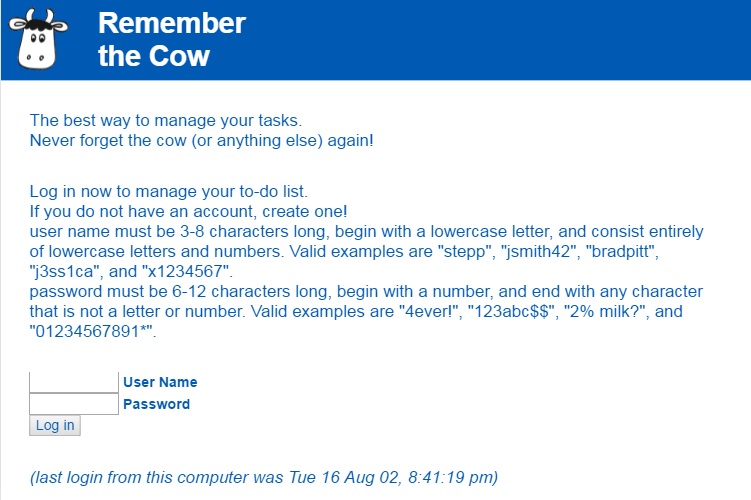 Remember
the Cow
The best way to manage your tasks.
Never forget the cow (or anything else) again!
Log in now to manage your to-do list.
If you do not have an account, create one!
user name must be 3-8 characters long, begin with a lowercase letter, and consist entirely
of lowercase letters and numbers. Valid examples are "stepp", "jsmith42", "bradpitt",
"j3ss1ca", and "x1234567".
password must be 6-12 characters long, begin with a number, and end with any character
that is not a letter or number. Valid examples are "4ever!", "123abc$$", "2% milk?", and
"01234567891*".
User Name
Password
Log in
(last login from this computer was Tue 16 Aug 02, 8:41:19 pm)